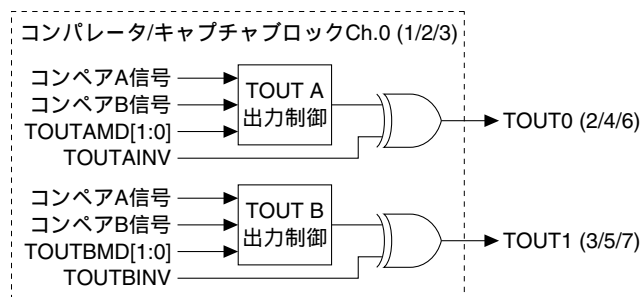 コンパレータ/キャプチャブロックCh.0 (1/2/3)
コンペアA信号
コンペアB信号
TOUTAMD[1:0]
TOUTAINV
TOUT A
出力制御
TOUT0 (2/4/6)
コンペアA信号
コンペアB信号
TOUTBMD[1:0]
TOUTBINV
TOUT B
出力制御
TOUT1 (3/5/7)